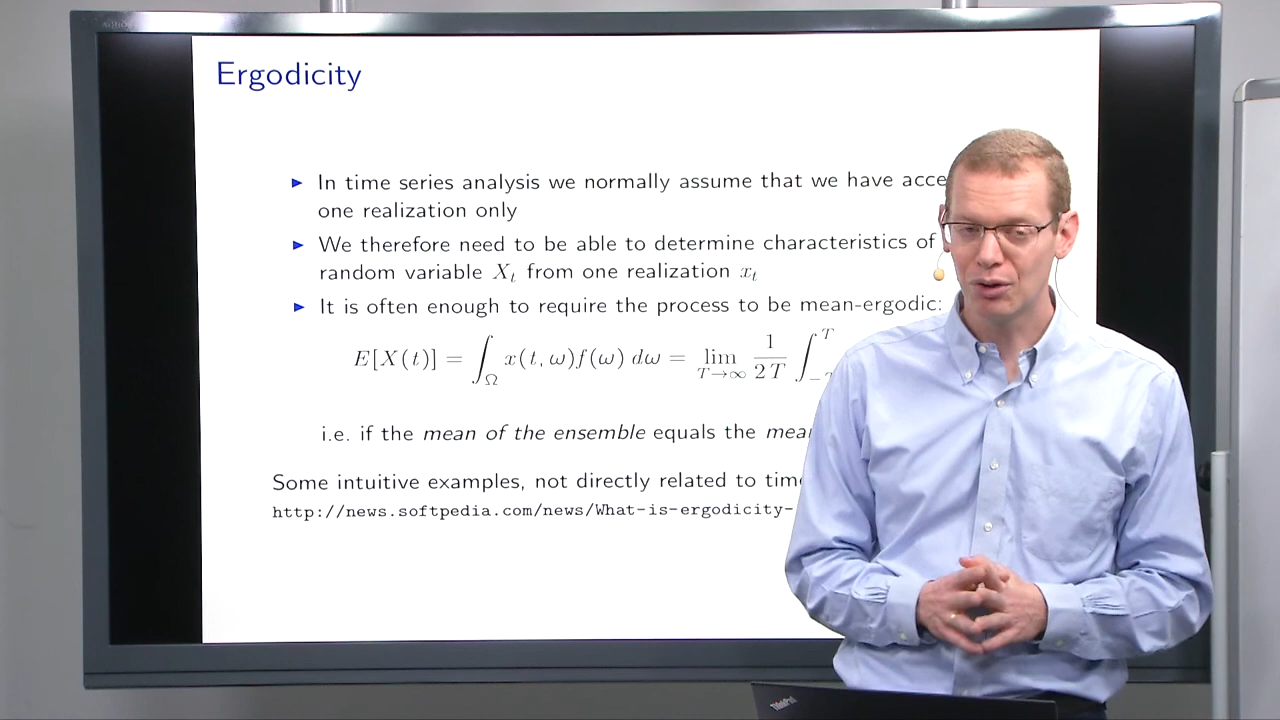 Ergodicity
In time series analysis we normally assume that we have
one realization only
We therefore need to be able to determine characteristics of
random variable X_t from one realization x_t
It is often enough to require the process to be mean-ergodic:
E[X(t)] = ∫_Ω x(t, ω)f(ω) dω = lim_{T→∞} 1/2T ∫_{-T}^T
i.e. if the mean of the ensemble equals the
Some intuitive examples, not directly related to
http://news.softpedia.com/news/What-is-ergodicity-
ThinkPad